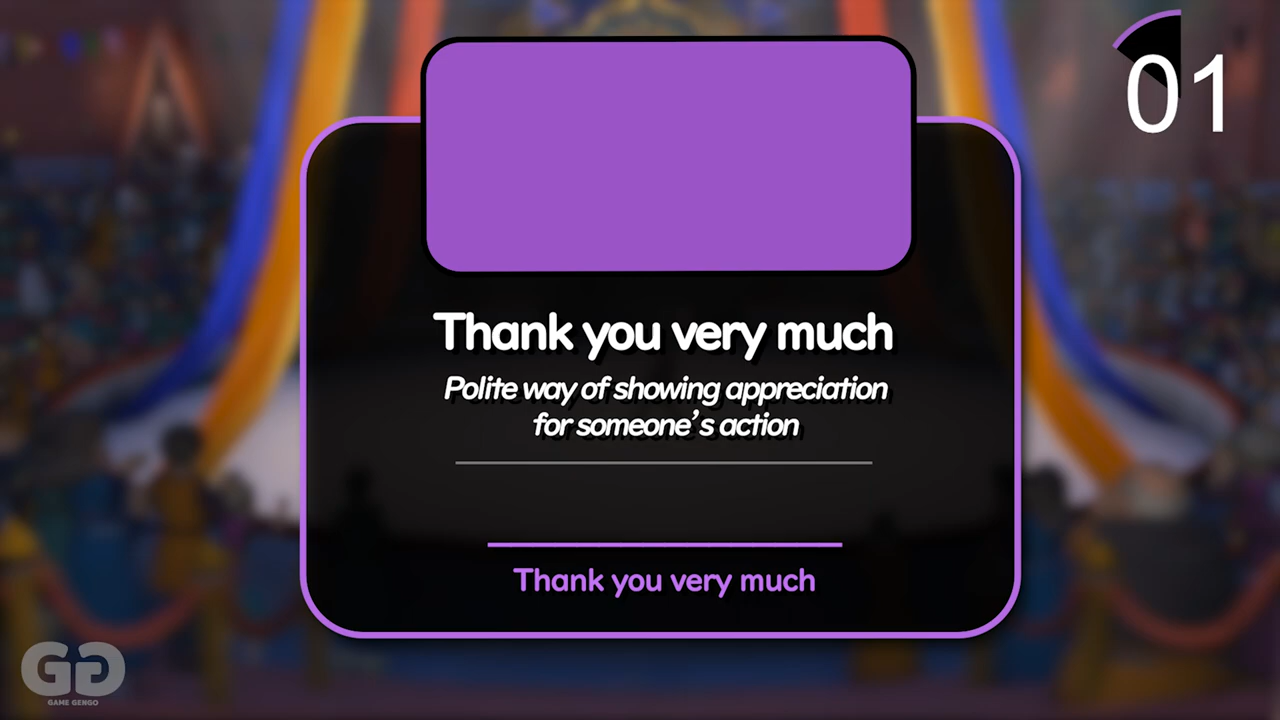 01
Thank you very much
Polite way of showing appreciation
for someone's action
Thank you very much
GG
GAME GENGO